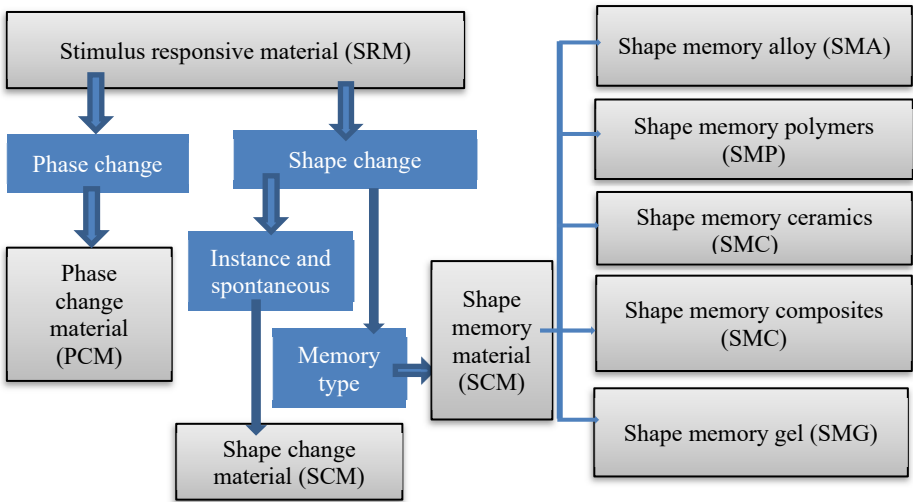 Stimulus responsive material (SRM)
Phase change
Shape change
Phase
change
material
(PCM)
Instance and
spontaneous
Memory
type
Shape change
material (SCM)
Shape
memory
material
(SCM)
Shape memory alloy (SMA)
Shape memory polymers
(SMP)
Shape memory ceramics
(SMC)
Shape memory composites
(SMC)
Shape memory gel (SMG)